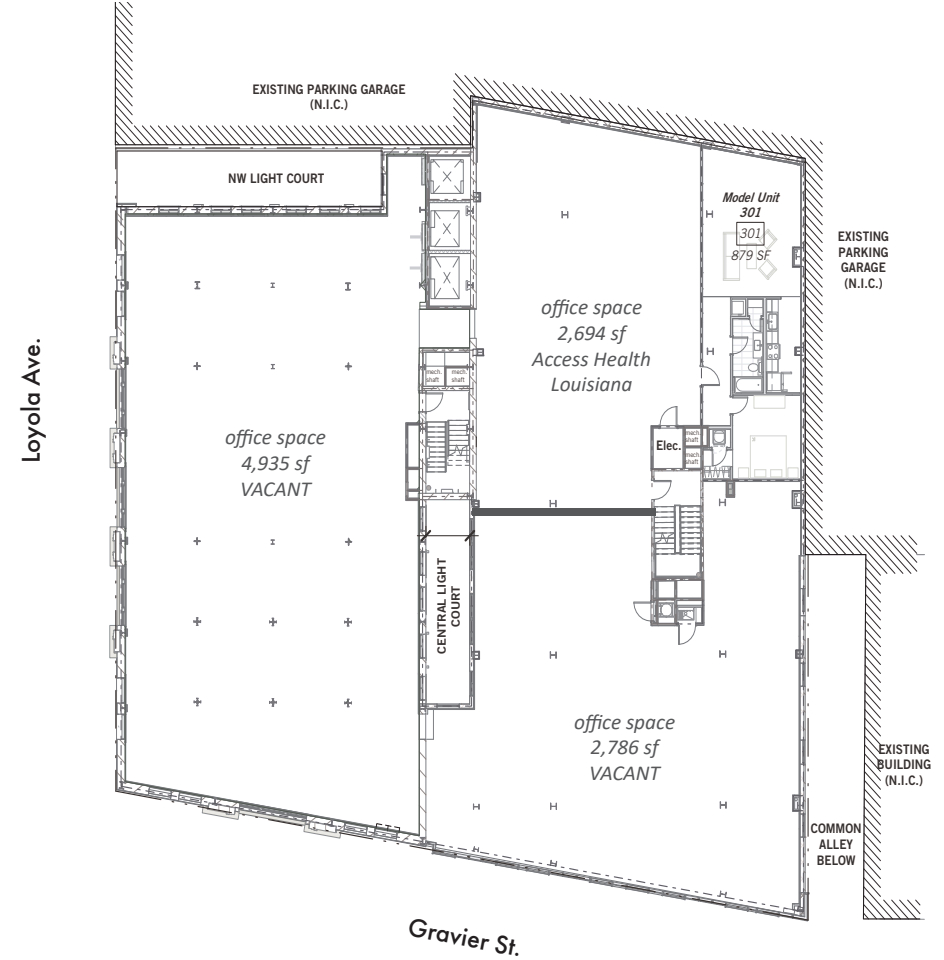 EXISTING PARKING GARAGE
(N.I.C.)
NW LIGHT COURT
Model Unit
301
301
879 SF
EXISTING
PARKING
GARAGE
(N.I.C.)
office space
2,694 sf
Access Health
Louisiana
Loyola Ave.
mech.
shaft
mech.
shaft
office space
4,935 sf
VACANT
Elec.
mech.
shaft
mech.
shaft
CENTRAL LIGHT
COURT
office space
2,786 sf
VACANT
EXISTING
BUILDING
(N.I.C.)
COMMON
ALLEY
BELOW
Gravier St.